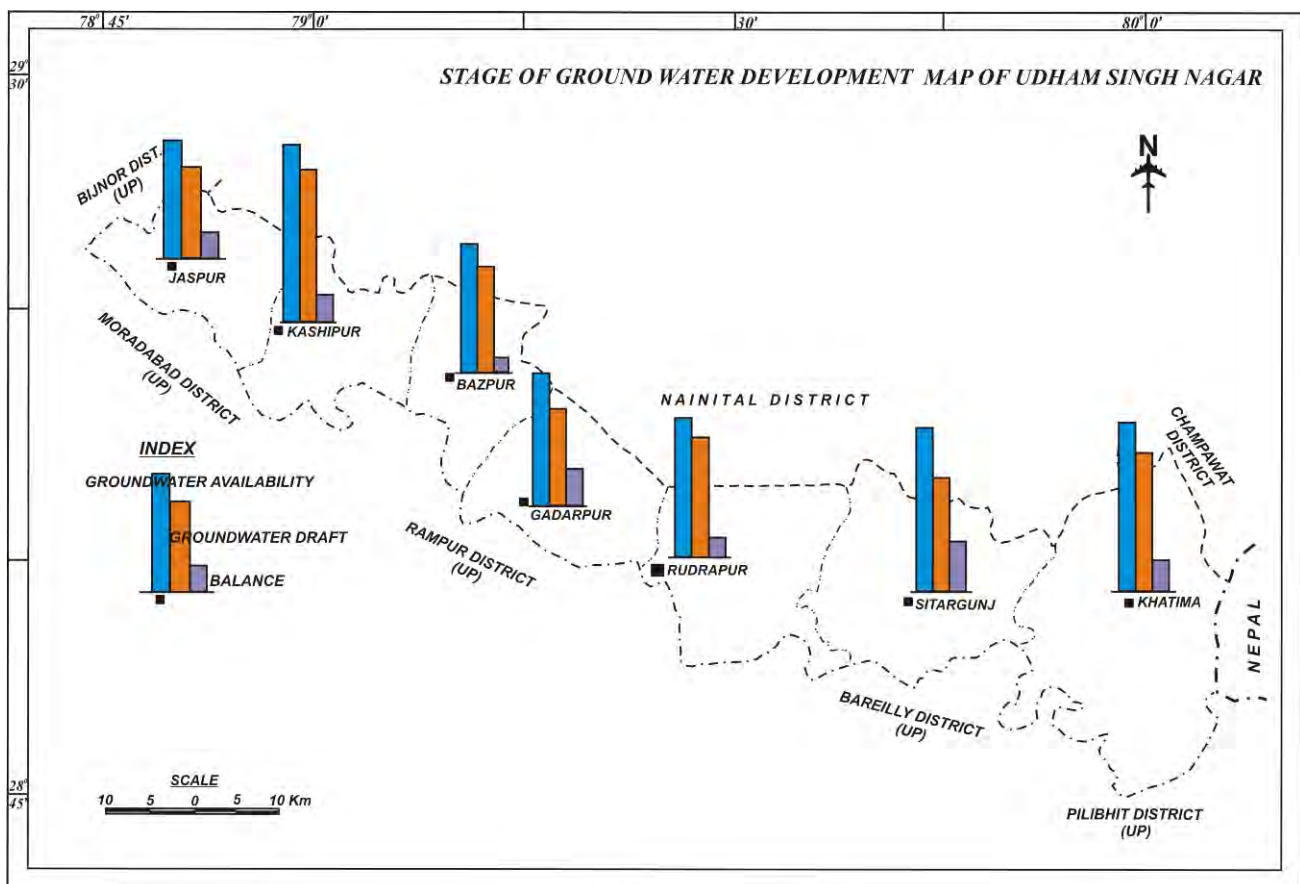 78° 45'
79° 0'
30'
80° 0'
29°
30'
STAGE OF GROUND WATER DEVELOPMENT MAP OF UDHAM SINGH NAGAR
N
BIJNOR DIST.
(UP)
JASPUR
KASHIPUR
MORADABAD DISTRICT
(UP)
BAZPUR
NAINITAL DISTRICT
CHAMPAWAT
DISTRICT
INDEX
GROUNDWATER AVAILABILITY
GROUNDWATER DRAFT
BALANCE
GADARPUR
RAMPUR DISTRICT
(UP)
RUDRAPUR
SITARGUNJ
KHATIMA
NEPAL
BAREILLY DISTRICT
(UP)
SCALE
10 5 0 5 10 Km
28°
45'
PILIBHIT DISTRICT
(UP)